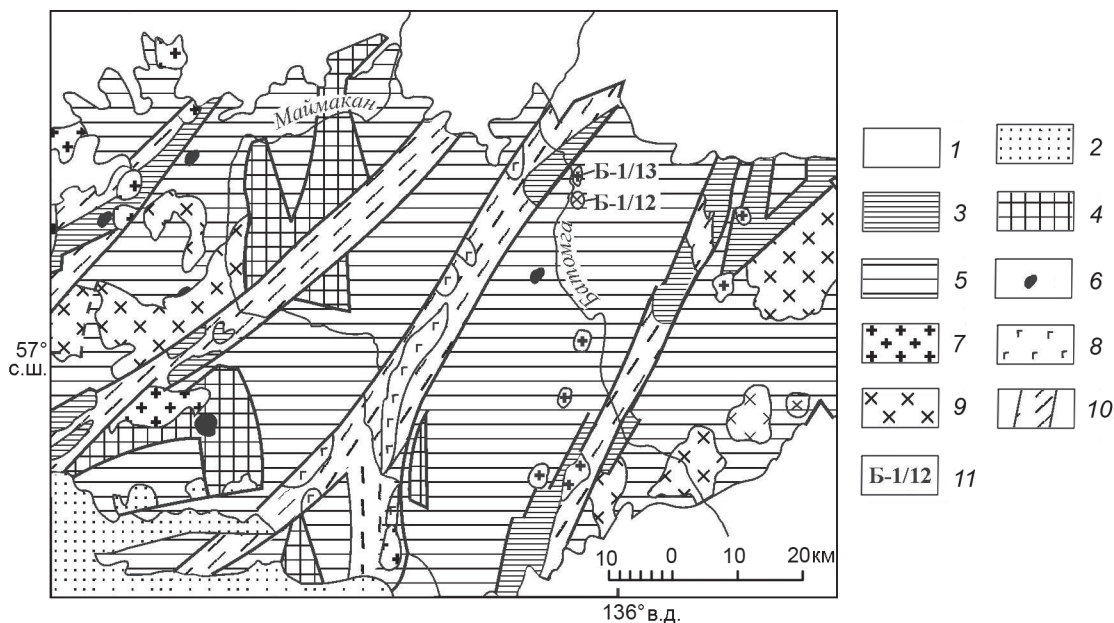 Маймакан
Б-1/13
Б-1/12
Батомга
57°
с.ш.
10 0 10 20км
136° в.д.
1 2
3 4
5 6
7 8
9 10
Б-1/12 11